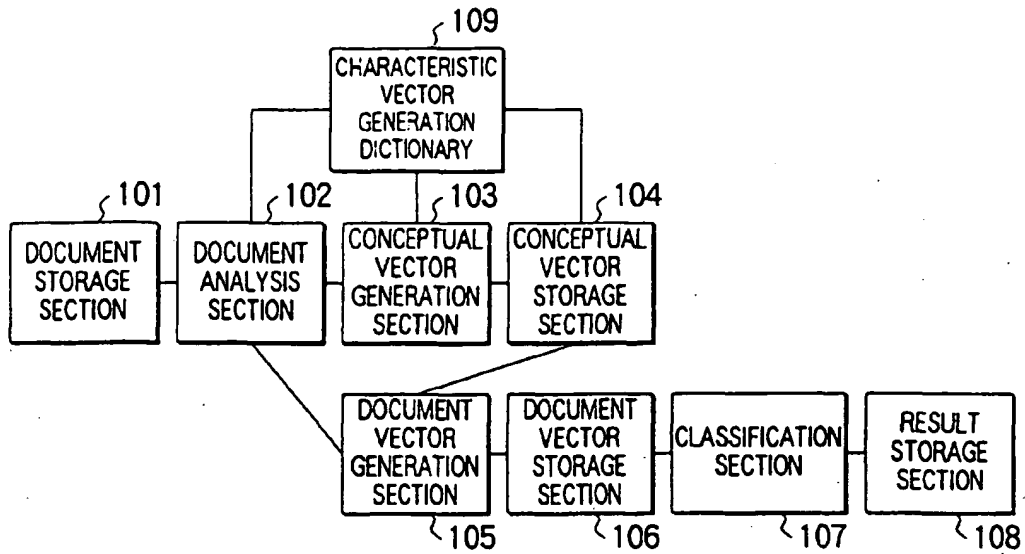 109
CHARACTERISTIC
VECTOR
GENERATION
DICTIONARY
101
DOCUMENT
STORAGE
SECTION
102
DOCUMENT
ANALYSIS
SECTION
103
CONCEPTUAL
VECTOR
GENERATION
SECTION
104
CONCEPTUAL
VECTOR
STORAGE
SECTION
DOCUMENT
VECTOR
GENERATION
SECTION
105
DOCUMENT
VECTOR
STORAGE
SECTION
106
CLASSIFICATION
SECTION
107
RESULT
STORAGE
SECTION
108